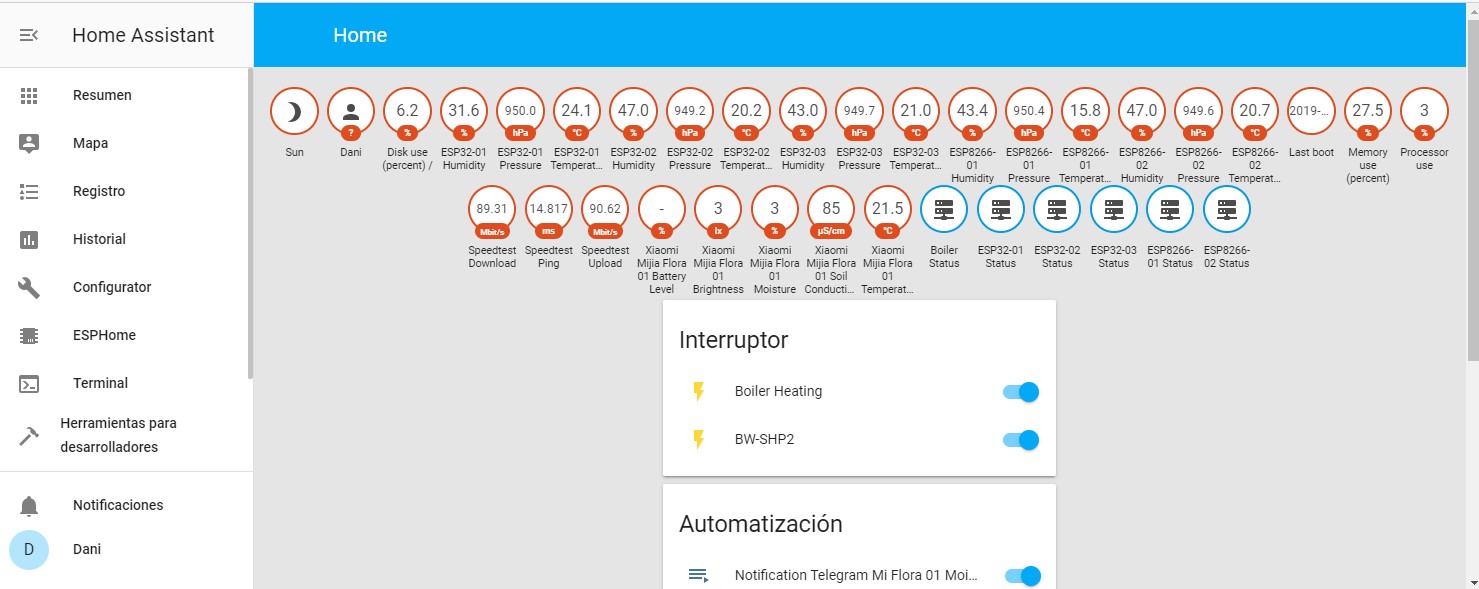 Home Assistant
Home
Resumen
Mapa
Registro
Historial
Configurator
ESPHome
Terminal
Herramientas para
desarrolladores
Notificaciones
D
Dani
Sun
?
Dani
6.2
%
Disk use
(percent) /
31.6
%
ESP32-01
Humidity
950.0
hPa
ESP32-01
Pressure
24.1
°C
ESP32-01
Temperat...
47.0
%
ESP32-02
Humidity
949.2
hPa
ESP32-02
Pressure
20.2
°C
ESP32-02
Temperat...
43.0
%
ESP32-03
Humidity
949.7
hPa
ESP32-03
Pressure
21.0
°C
ESP32-03
Temperat...
43.4
%
ESP8266-
01
Humidity
950.4
hPa
ESP8266-
01
Pressure
15.8
°C
ESP8266-
01
Temperat...
47.0
%
ESP8266-
02
Humidity
949.6
hPa
ESP8266-
02
Pressure
20.7
°C
ESP8266-
02
Temperat...
2019-...
Last boot
27.5
%
Memory
use
(percent)
3
%
Processor
use
89.31
Mbit/s
Speedtest
Download
14.817
ms
Speedtest
Ping
90.62
Mbit/s
Speedtest
Upload
-
%
Xiaomi
Mijia Flora
01 Battery
Level
3
lx
Xiaomi
Mijia Flora
01
Brightness
3
%
Xiaomi
Mijia Flora
01
Moisture
85
µS/cm
Xiaomi
Mijia Flora
01 Soil
Conducti...
21.5
°C
Xiaomi
Mijia Flora
01
Temperat...
Boiler
Status
ESP32-01
Status
ESP32-02
Status
ESP32-03
Status
ESP8266-
01 Status
ESP8266-
02 Status
Interruptor
Boiler Heating
BW-SHP2
Automatización
Notification Telegram Mi Flora 01 Moi...